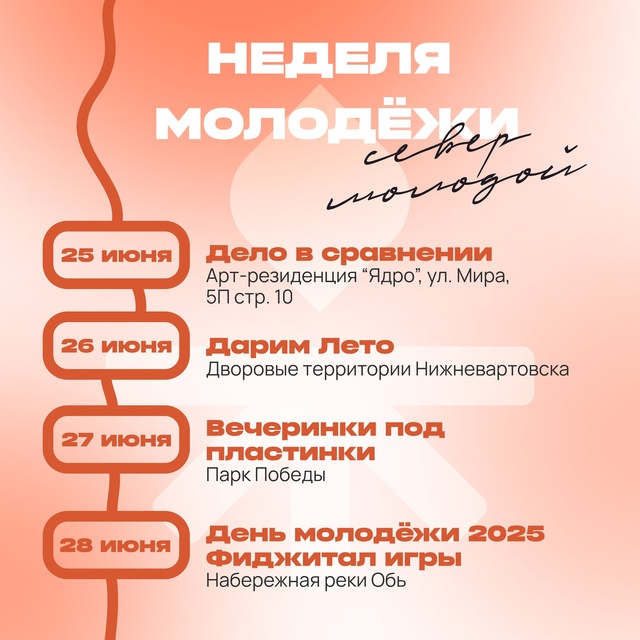 НЕДЕЛЯ
МОЛОДЁЖИ
север
молодой
25 июня
Дело в сравнении
Арт-резиденция “Ядро”, ул. Мира,
5П стр. 10
26 июня
Дарим Лето
Дворовые территории Нижневартовска
27 июня
Вечеринки под
пластинки
Парк Победы
28 июня
День молодёжи 2025
Фиджитал игры
Набережная реки Обь